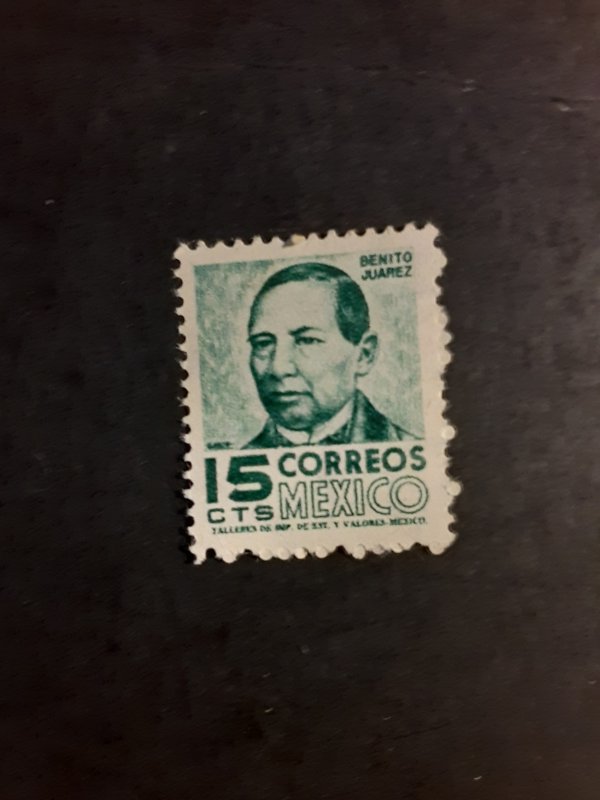 BENITO
JUAREZ
15 CORREOS
CTS MEXICO
TALLERES DE IMP. DE EST. Y VALORES-MEXICO.